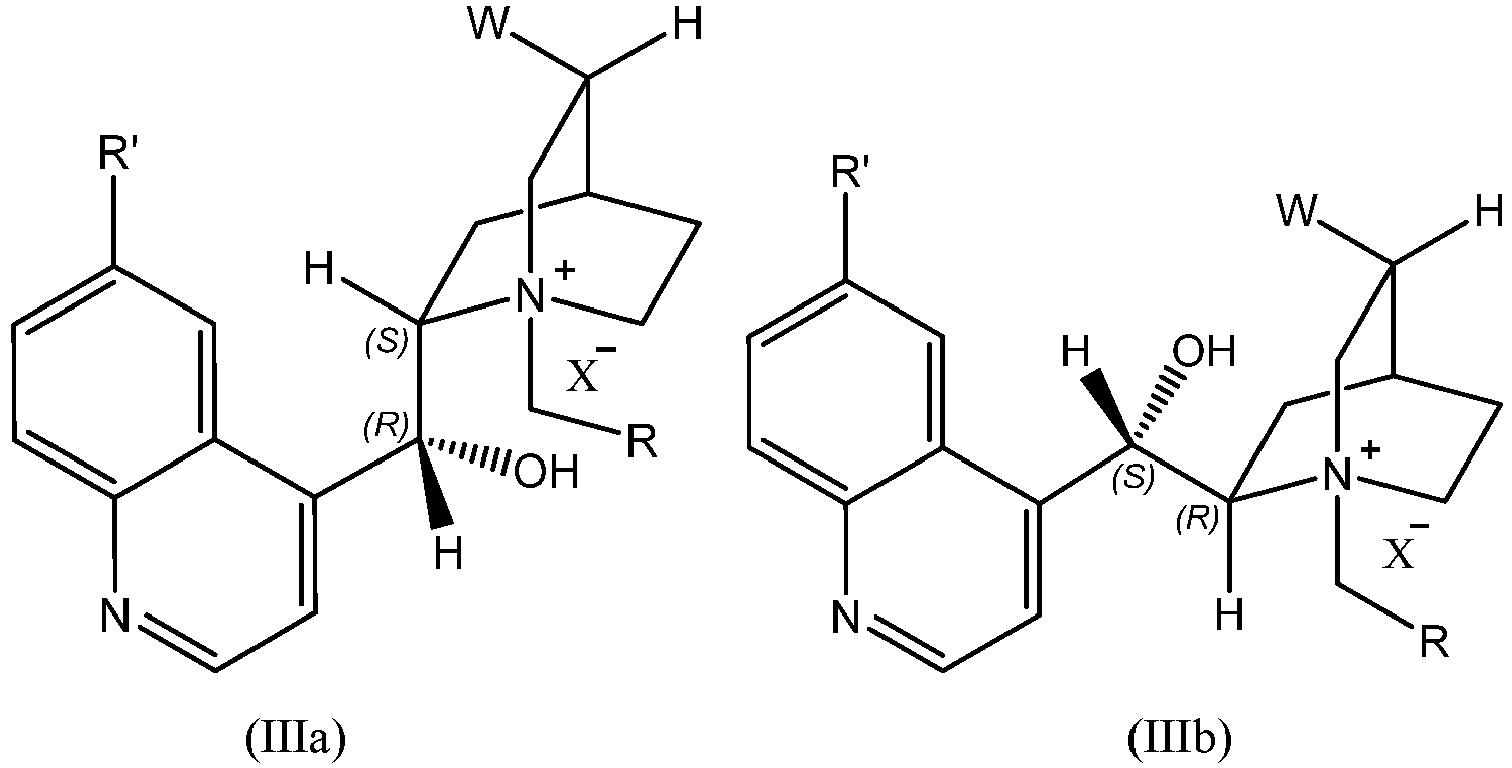 W H
R'
H
N +
(S)
X −
(R)
R
OH
H
N
(IIIa)
R'
W H
H OH
(S)
N +
(R)
X −
H
R
N
(IIIb)